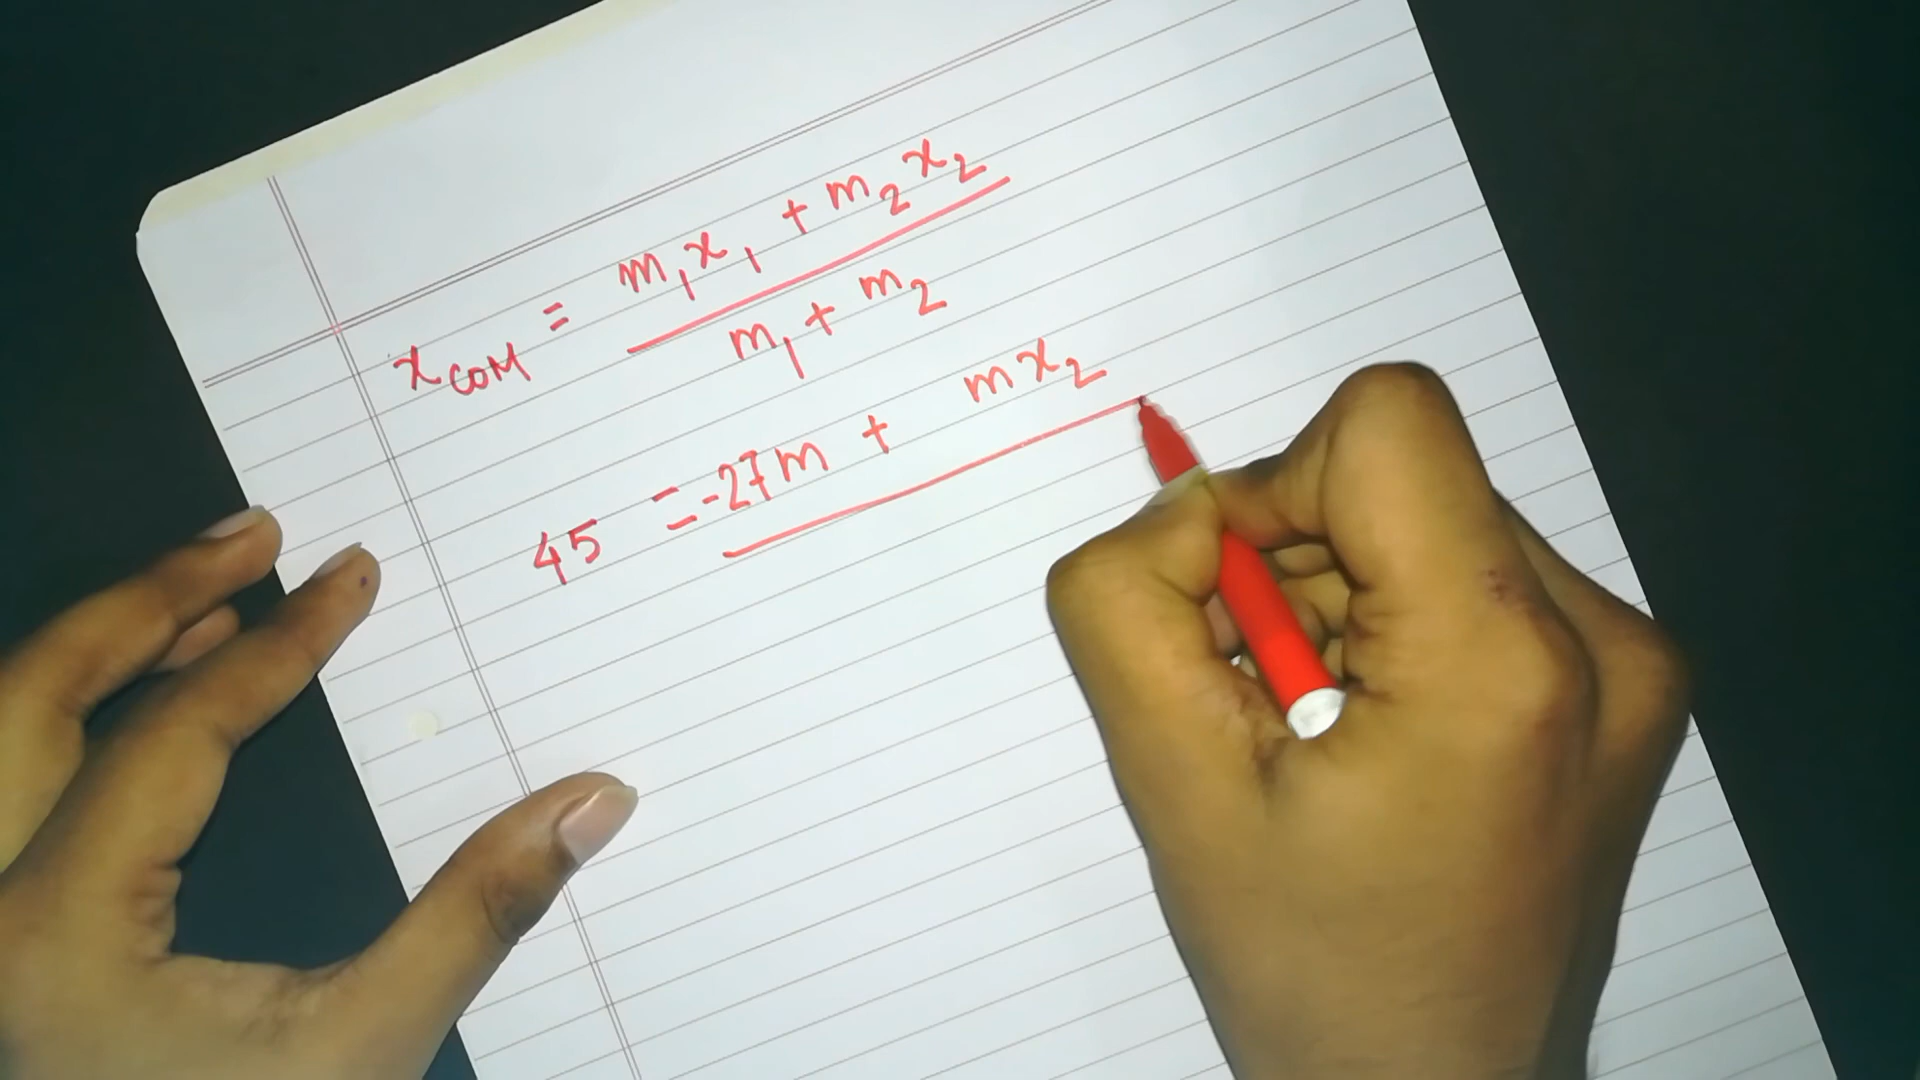 x_COM = m₁x₁ + m₂x₂
m₁ + m₂
45 = -27m + mx₂